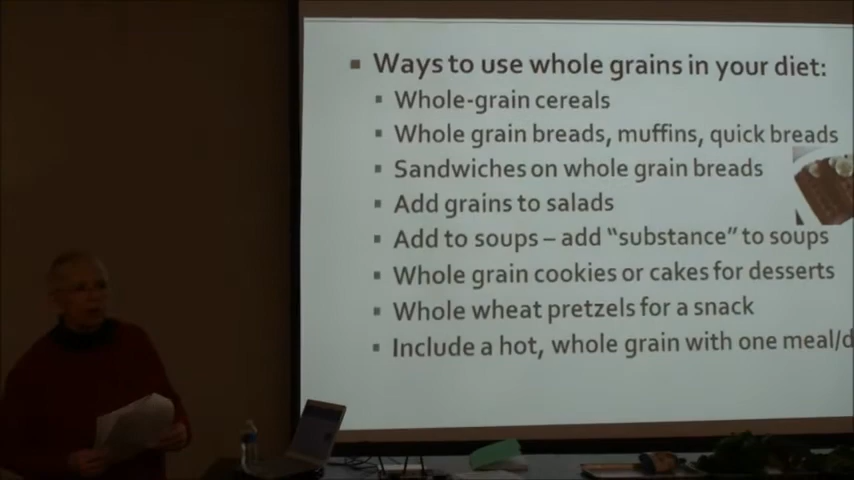 Ways to use whole grains in your diet:
Whole-grain cereals
Whole grain breads, muffins, quick breads
Sandwiches on whole grain breads
Add grains to salads
Add to soups – add “substance” to soups
Whole grain cookies or cakes for desserts
Whole wheat pretzels for a snack
Include a hot, whole grain with one meal/d